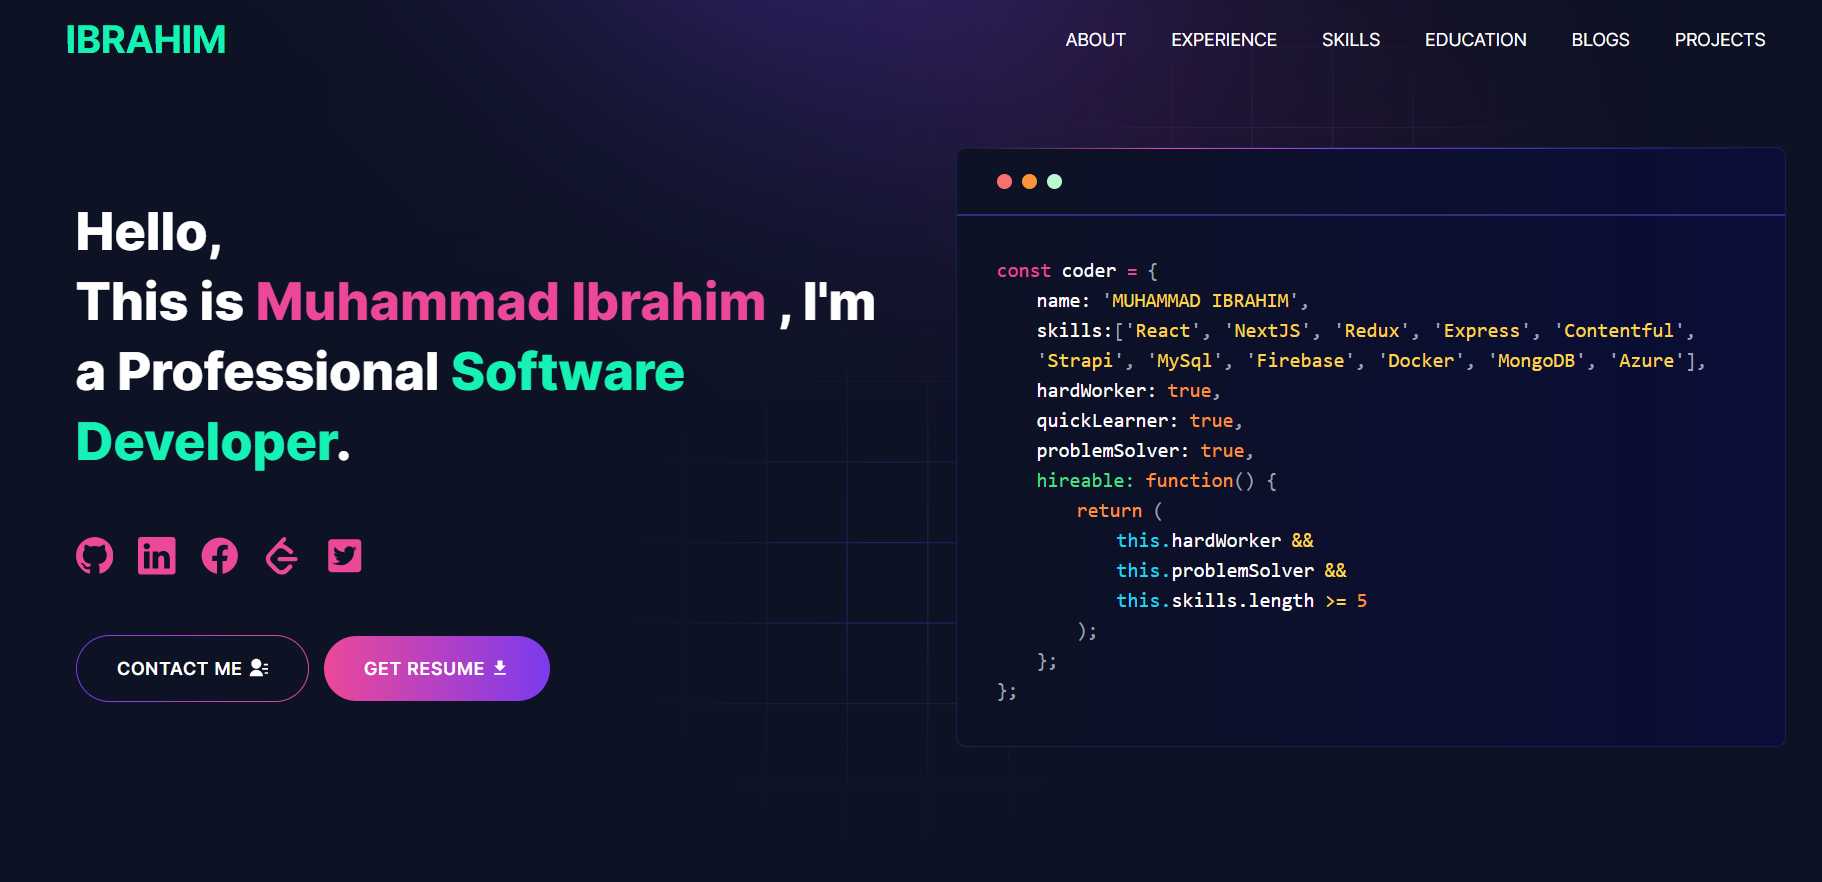 IBRAHIM
ABOUT EXPERIENCE SKILLS EDUCATION BLOGS PROJECTS
Hello,
This is Muhammad Ibrahim , I'm
a Professional Software
Developer.
CONTACT ME GET RESUME
const coder = {
name: 'MUHAMMAD IBRAHIM',
skills:['React', 'NextJS', 'Redux', 'Express', 'Contentful',
'Strapi', 'MySql', 'Firebase', 'Docker', 'MongoDB', 'Azure'],
hardWorker: true,
quickLearner: true,
problemSolver: true,
hireable: function() {
return (
this.hardWorker &&
this.problemSolver &&
this.skills.length >= 5
);
};
};